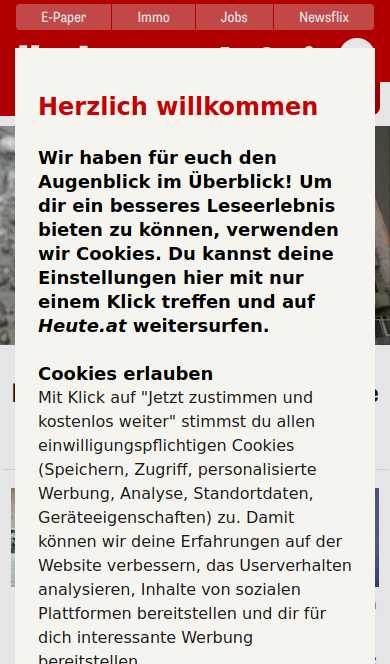 E-Paper
Immo
Jobs
Newsflix
Herzlich willkommen
Wir haben für euch den
Augenblick im Überblick! Um
dir ein besseres Leseerlebnis
bieten zu können, verwenden
wir Cookies. Du kannst deine
Einstellungen hier mit nur
einem Klick treffen und auf
Heute.at weitersurfen.
Cookies erlauben
Mit Klick auf "Jetzt zustimmen und
kostenlos weiter" stimmst du allen
einwilligungspflichtigen Cookies
(Speichern, Zugriff, personalisierte
Werbung, Analyse, Standortdaten,
Geräteeigenschaften) zu. Damit
können wir deine Erfahrungen auf der
Website verbessern, das Userverhalten
analysieren, Inhalte von sozialen
Plattformen bereitstellen und dir für
dich interessante Werbung
bereitstellen